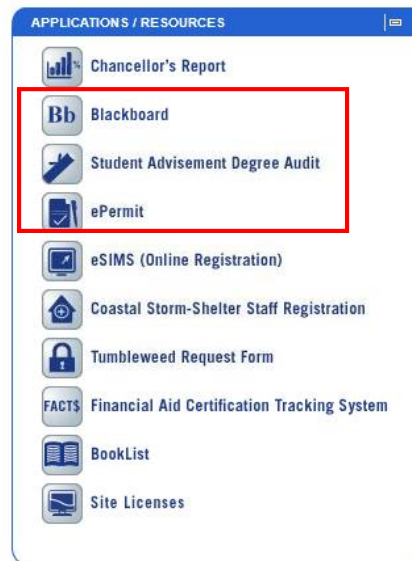 APPLICATIONS / RESOURCES
% Chancellor's Report
Bb Blackboard
Student Advisement Degree Audit
ePermit
eSIMS (Online Registration)
Coastal Storm-Shelter Staff Registration
Tumbleweed Request Form
FACT$ Financial Aid Certification Tracking System
BookList
Site Licenses